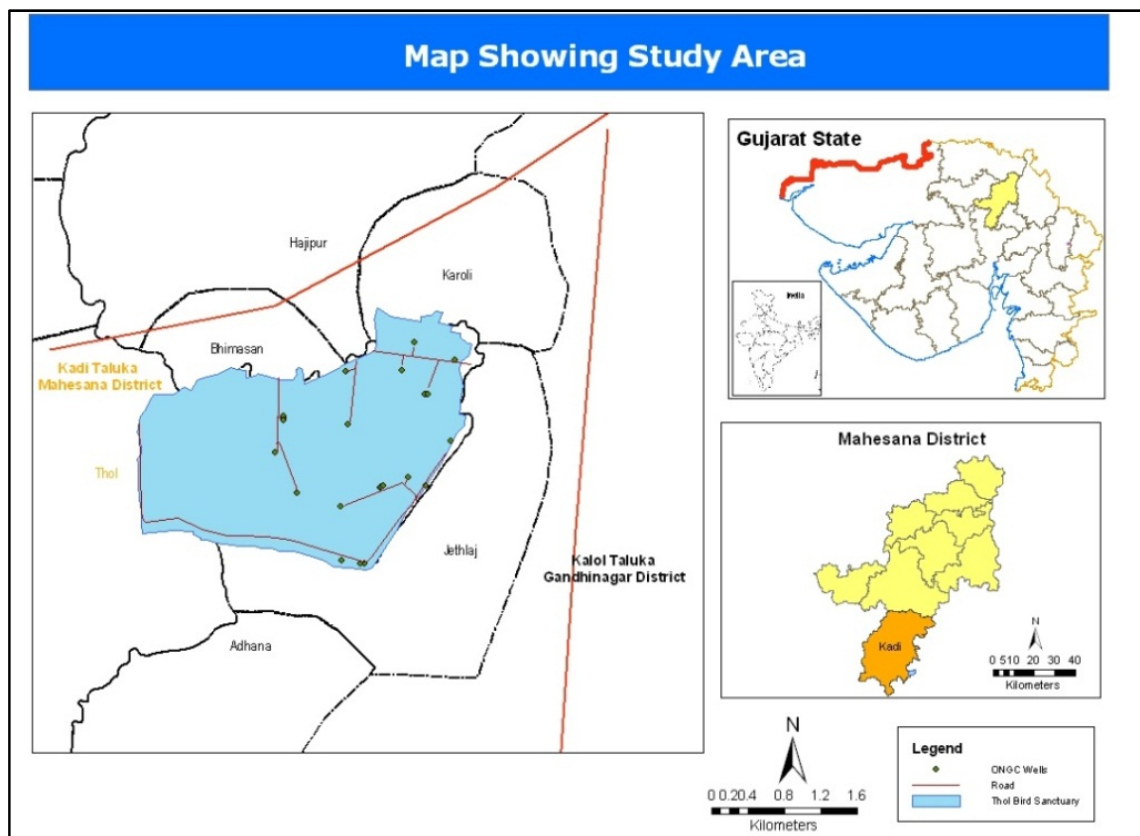 Map Showing Study Area
Hajipur
Karoli
Bhimasan
Kadi Taluka
Mahesana District
Thol
Jethlaj
Kalol Taluka
Gandhinagar District
Adhana
Gujarat State
Mahesana District
Kadi
N
0 5 10 20 30 40
Kilometers
N
0 0.2 0.4 0.8 1.2 1.6
Kilometers
Legend
ONGC Wells
Road
Thol Bird Sanctuary